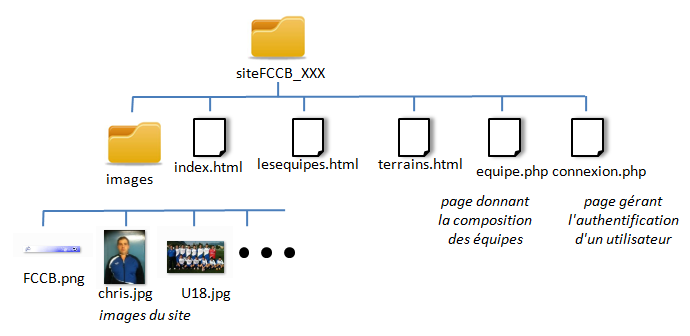 siteFCCB_XXX
images
index.html
lesequipes.html
terrains.html
equipe.php
connexion.php
page donnant
la composition
des équipes
page gérant
l'authentification
d'un utilisateur
FCCB.png
chris.jpg
U18.jpg
images du site